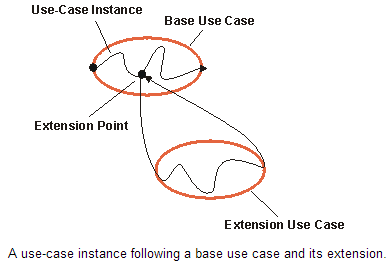 Use-Case Instance
Base Use Case
Extension Point
Extension Use Case
A use-case instance following a base use case and its extension.